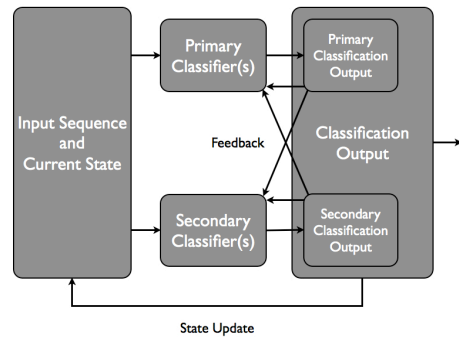 Input Sequence
and
Current State
Primary
Classifier(s)
Primary
Classification
Output
Feedback
Classification
Output
Secondary
Classifier(s)
Secondary
Classification
Output
State Update